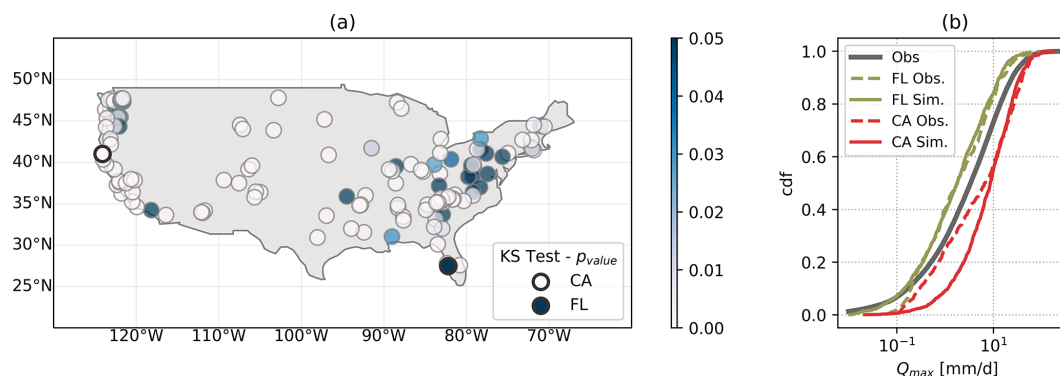 (a)
50°N
45°N
40°N
35°N
30°N
25°N
120°W
110°W
100°W
90°W
80°W
70°W
KS Test - p_value
CA
FL
0.05
0.04
0.03
0.02
0.01
0.00
(b)
cdf
1.0
0.8
0.6
0.4
0.2
0.0
Obs
FL Obs.
FL Sim.
CA Obs.
CA Sim.
10⁻¹
10¹
Q_max [mm/d]